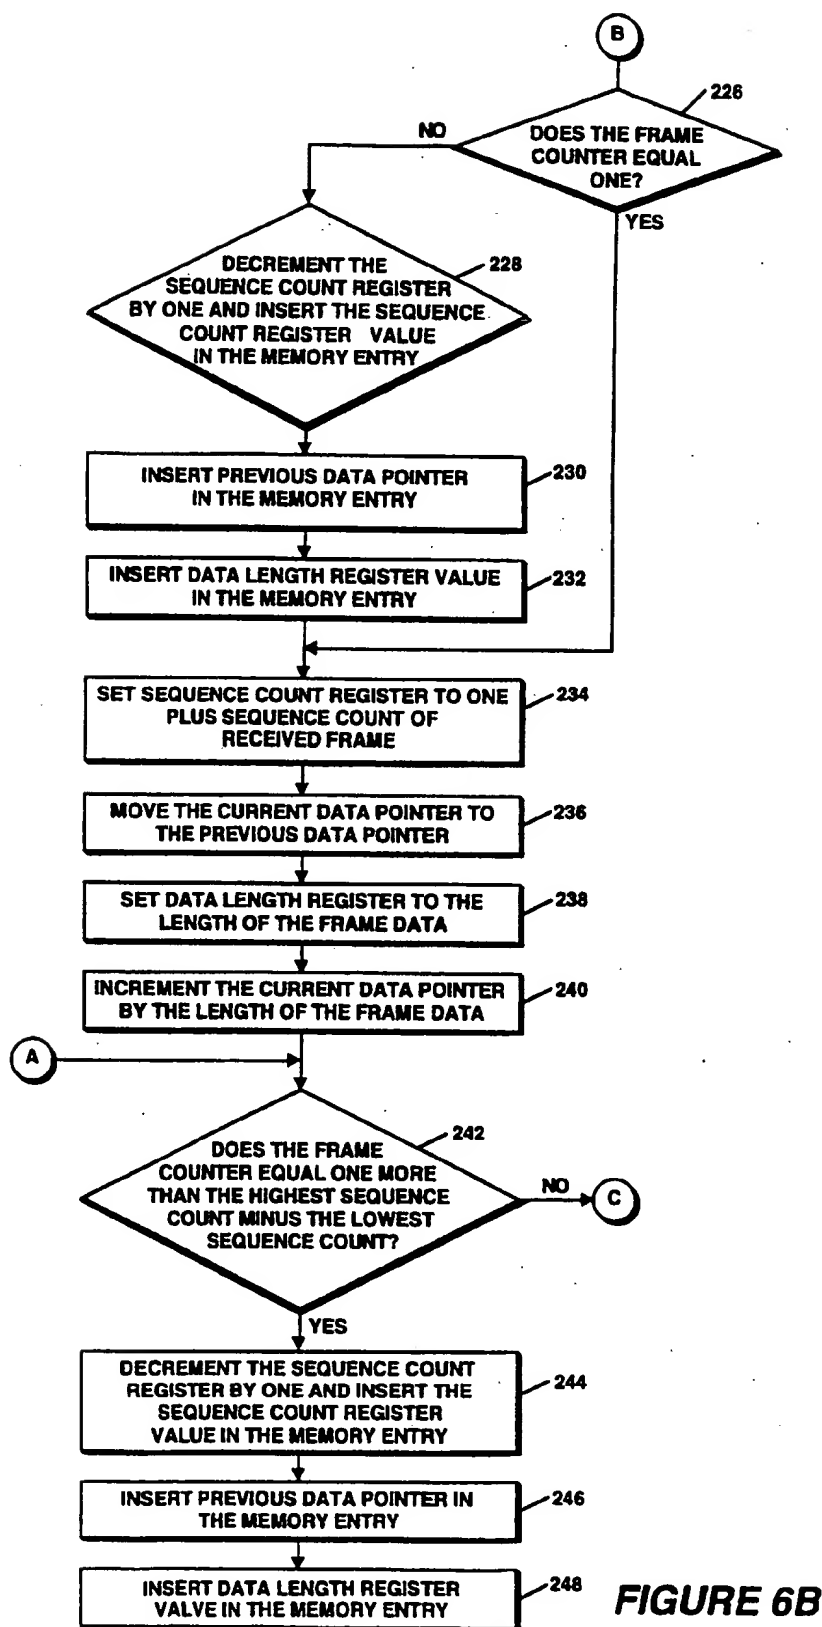 B
226
NO
DOES THE FRAME
COUNTER EQUAL
ONE?
YES
228
DECREMENT THE
SEQUENCE COUNT REGISTER
BY ONE AND INSERT THE SEQUENCE
COUNT REGISTER VALUE
IN THE MEMORY ENTRY
INSERT PREVIOUS DATA POINTER
IN THE MEMORY ENTRY
230
INSERT DATA LENGTH REGISTER VALUE
IN THE MEMORY ENTRY
232
SET SEQUENCE COUNT REGISTER TO ONE
PLUS SEQUENCE COUNT OF
RECEIVED FRAME
234
MOVE THE CURRENT DATA POINTER TO
THE PREVIOUS DATA POINTER
236
SET DATA LENGTH REGISTER TO THE
LENGTH OF THE FRAME DATA
238
INCREMENT THE CURRENT DATA POINTER
BY THE LENGTH OF THE FRAME DATA
240
A
242
DOES THE FRAME
COUNTER EQUAL ONE MORE
THAN THE HIGHEST SEQUENCE
COUNT MINUS THE LOWEST
SEQUENCE COUNT?
NO
C
YES
DECREMENT THE SEQUENCE COUNT
REGISTER BY ONE AND INSERT THE
SEQUENCE COUNT REGISTER
VALUE IN THE MEMORY ENTRY
244
INSERT PREVIOUS DATA POINTER IN
THE MEMORY ENTRY
246
INSERT DATA LENGTH REGISTER
VALVE IN THE MEMORY ENTRY
248
FIGURE 6B